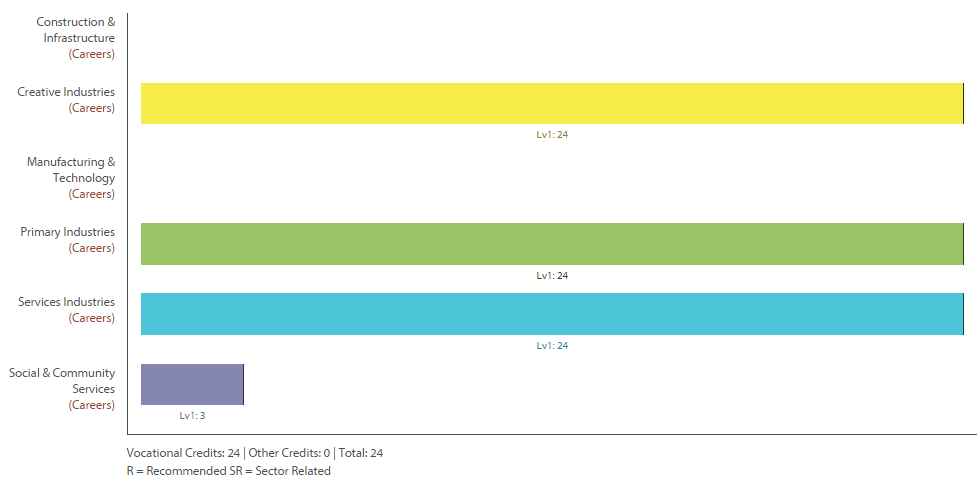 Construction &
Infrastructure
(Careers)
Creative Industries
(Careers)
Lv1: 24
Manufacturing &
Technology
(Careers)
Primary Industries
(Careers)
Lv1: 24
Services Industries
(Careers)
Lv1: 24
Social & Community
Services
(Careers)
Lv1: 3
Vocational Credits: 24 | Other Credits: 0 | Total: 24
R = Recommended SR = Sector Related